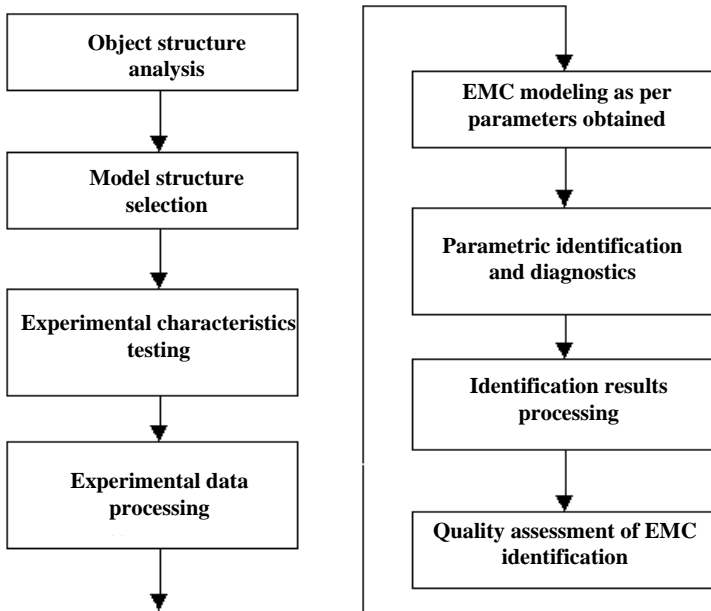 Object structure
analysis
Model structure
selection
Experimental characteristics
testing
Experimental data
processing
EMC modeling as per
parameters obtained
Parametric identification
and diagnostics
Identification results
processing
Quality assessment of EMC
identification